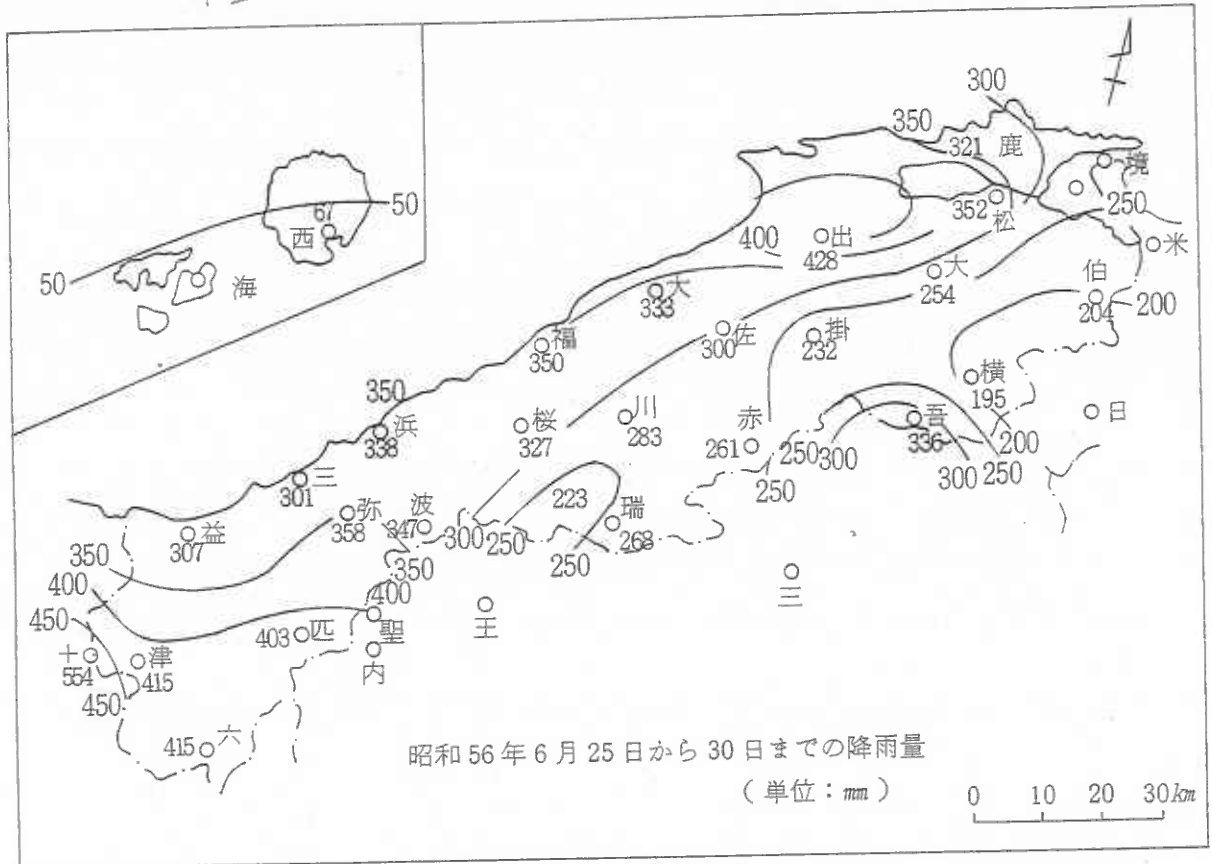 300
350
321 鹿
境
250
50
67
西
50
海
352 松
400
出
428
米
大
254
伯
204
200
大
333
佐
300
掛
232
福
350
横
195
日
350
浜
338
桜
327
川
283
赤
261
吾
336
200
250
300
250
300
250
三
301
弥
358
波
347
223
瑞
268
益
307
300
250
250
350
350
400
400
450
403 匹
聖
王
三
十
554
津
415
内
450
415 六
昭和56年6月25日から30日までの降雨量
(単位:mm)
0 10 20 30km